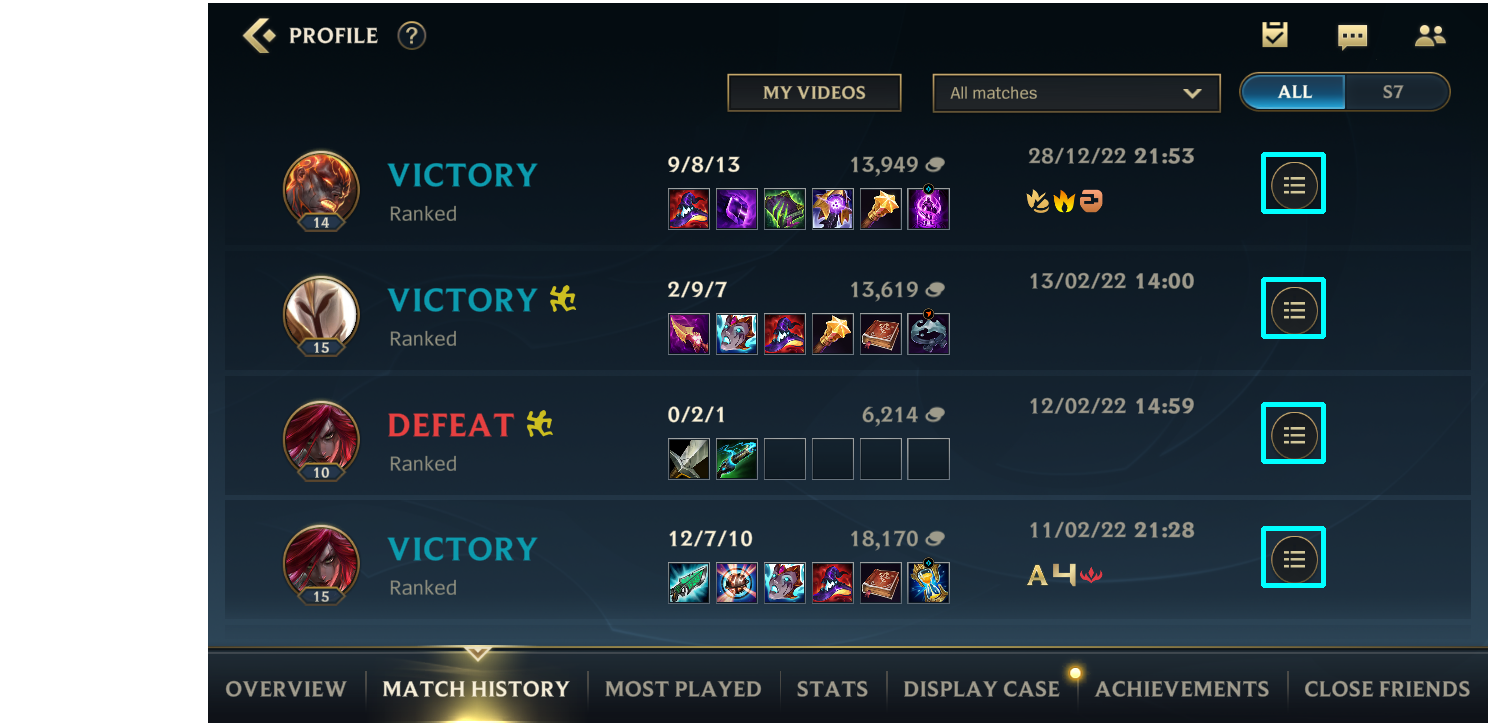 PROFILE ?
MY VIDEOS
All matches
ALL
S7
VICTORY
Ranked
14
9/8/13
13,949
28/12/22 21:53
VICTORY
Ranked
15
2/9/7
13,619
13/02/22 14:00
DEFEAT
Ranked
10
0/2/1
6,214
12/02/22 14:59
VICTORY
Ranked
15
12/7/10
18,170
11/02/22 21:28
A 4
OVERVIEW
MATCH HISTORY
MOST PLAYED
STATS
DISPLAY CASE
ACHIEVEMENTS
CLOSE FRIENDS